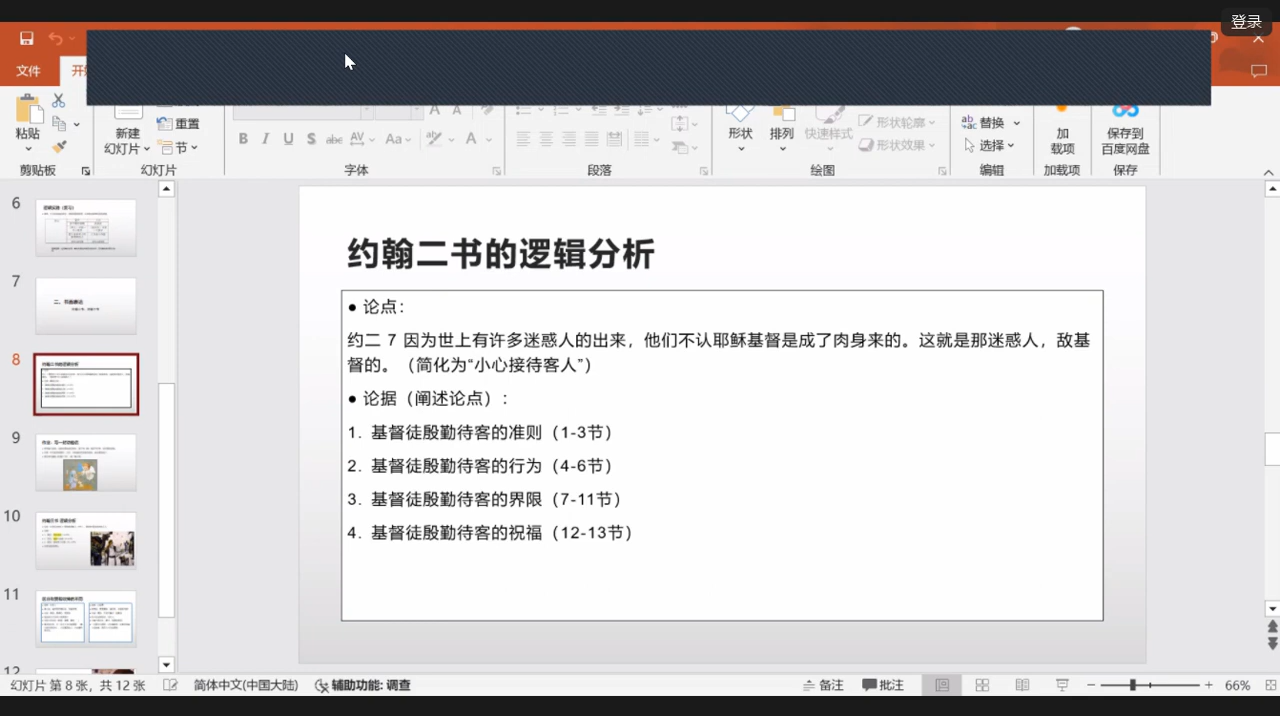 登录
文件
粘贴
剪贴板
新建
幻灯片
重置
节
幻灯片
B I U S abc AV Aa A
字体
段落
形状
排列
快速样式
形状轮廓
形状效果
绘图
替换
选择
编辑
加
载项
加载项
保存到
百度网盘
保存
6
7
8
9
10
11
12
约翰二书的逻辑分析
● 论点：
约二 7 因为世上有许多迷惑人的出来，他们不认耶稣基督是成了肉身来的。这就是那迷惑人，敌基
督的。（简化为“小心接待客人”）
● 论据（阐述论点）：
1. 基督徒殷勤待客的准则（1-3节）
2. 基督徒殷勤待客的行为（4-6节）
3. 基督徒殷勤待客的界限（7-11节）
4. 基督徒殷勤待客的祝福（12-13节）
幻灯片 第 8 张，共 12 张 简体中文(中国大陆) 辅助功能: 调查 备注 批注 66%